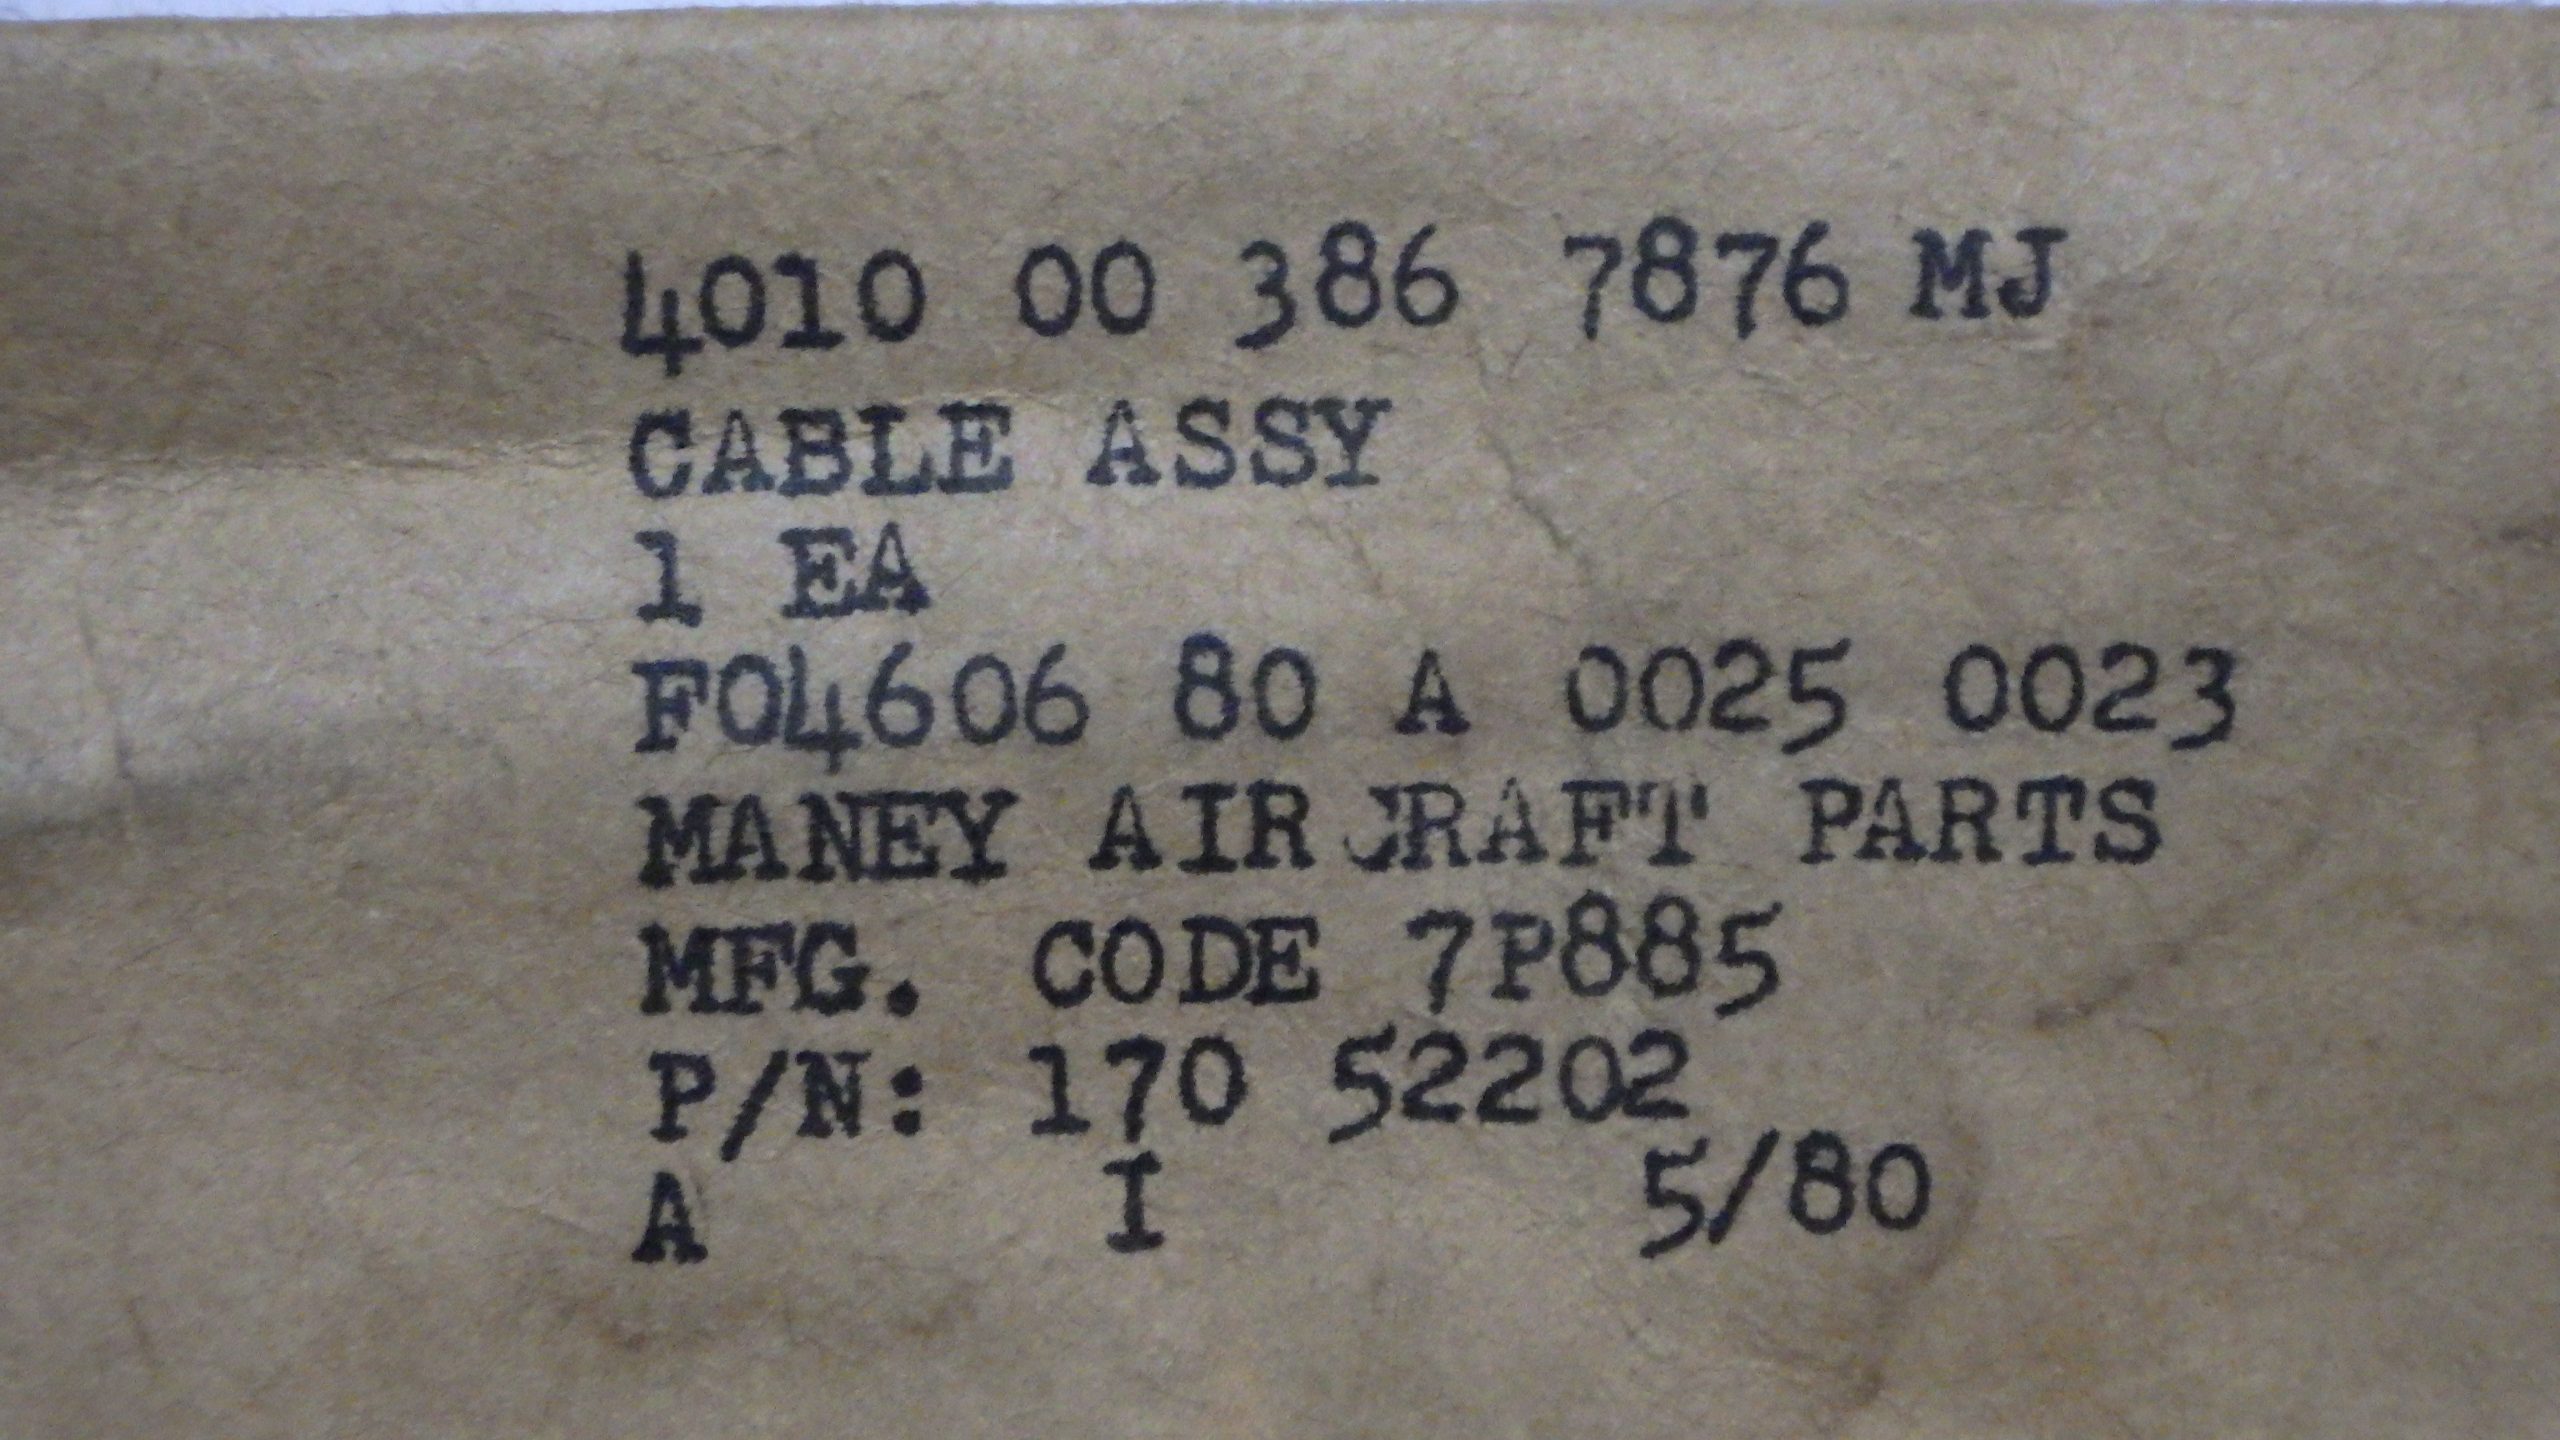 4010 00 386 7876 MJ
CABLE ASSY
1 EA
F04606 80 A 0025 0023
MANEY AIRCRAFT PARTS
MFG. CODE 7P885
P/N: 170 52202
A I 5/80